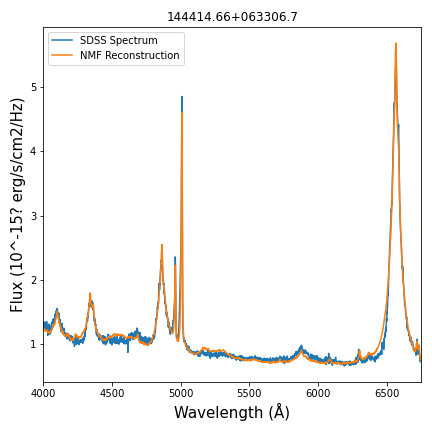 144414.66+063306.7
SDSS Spectrum
NMF Reconstruction
Flux (10^-15? erg/s/cm2/Hz)
5
4
3
2
1
4000 4500 5000 5500 6000 6500
Wavelength (Å)